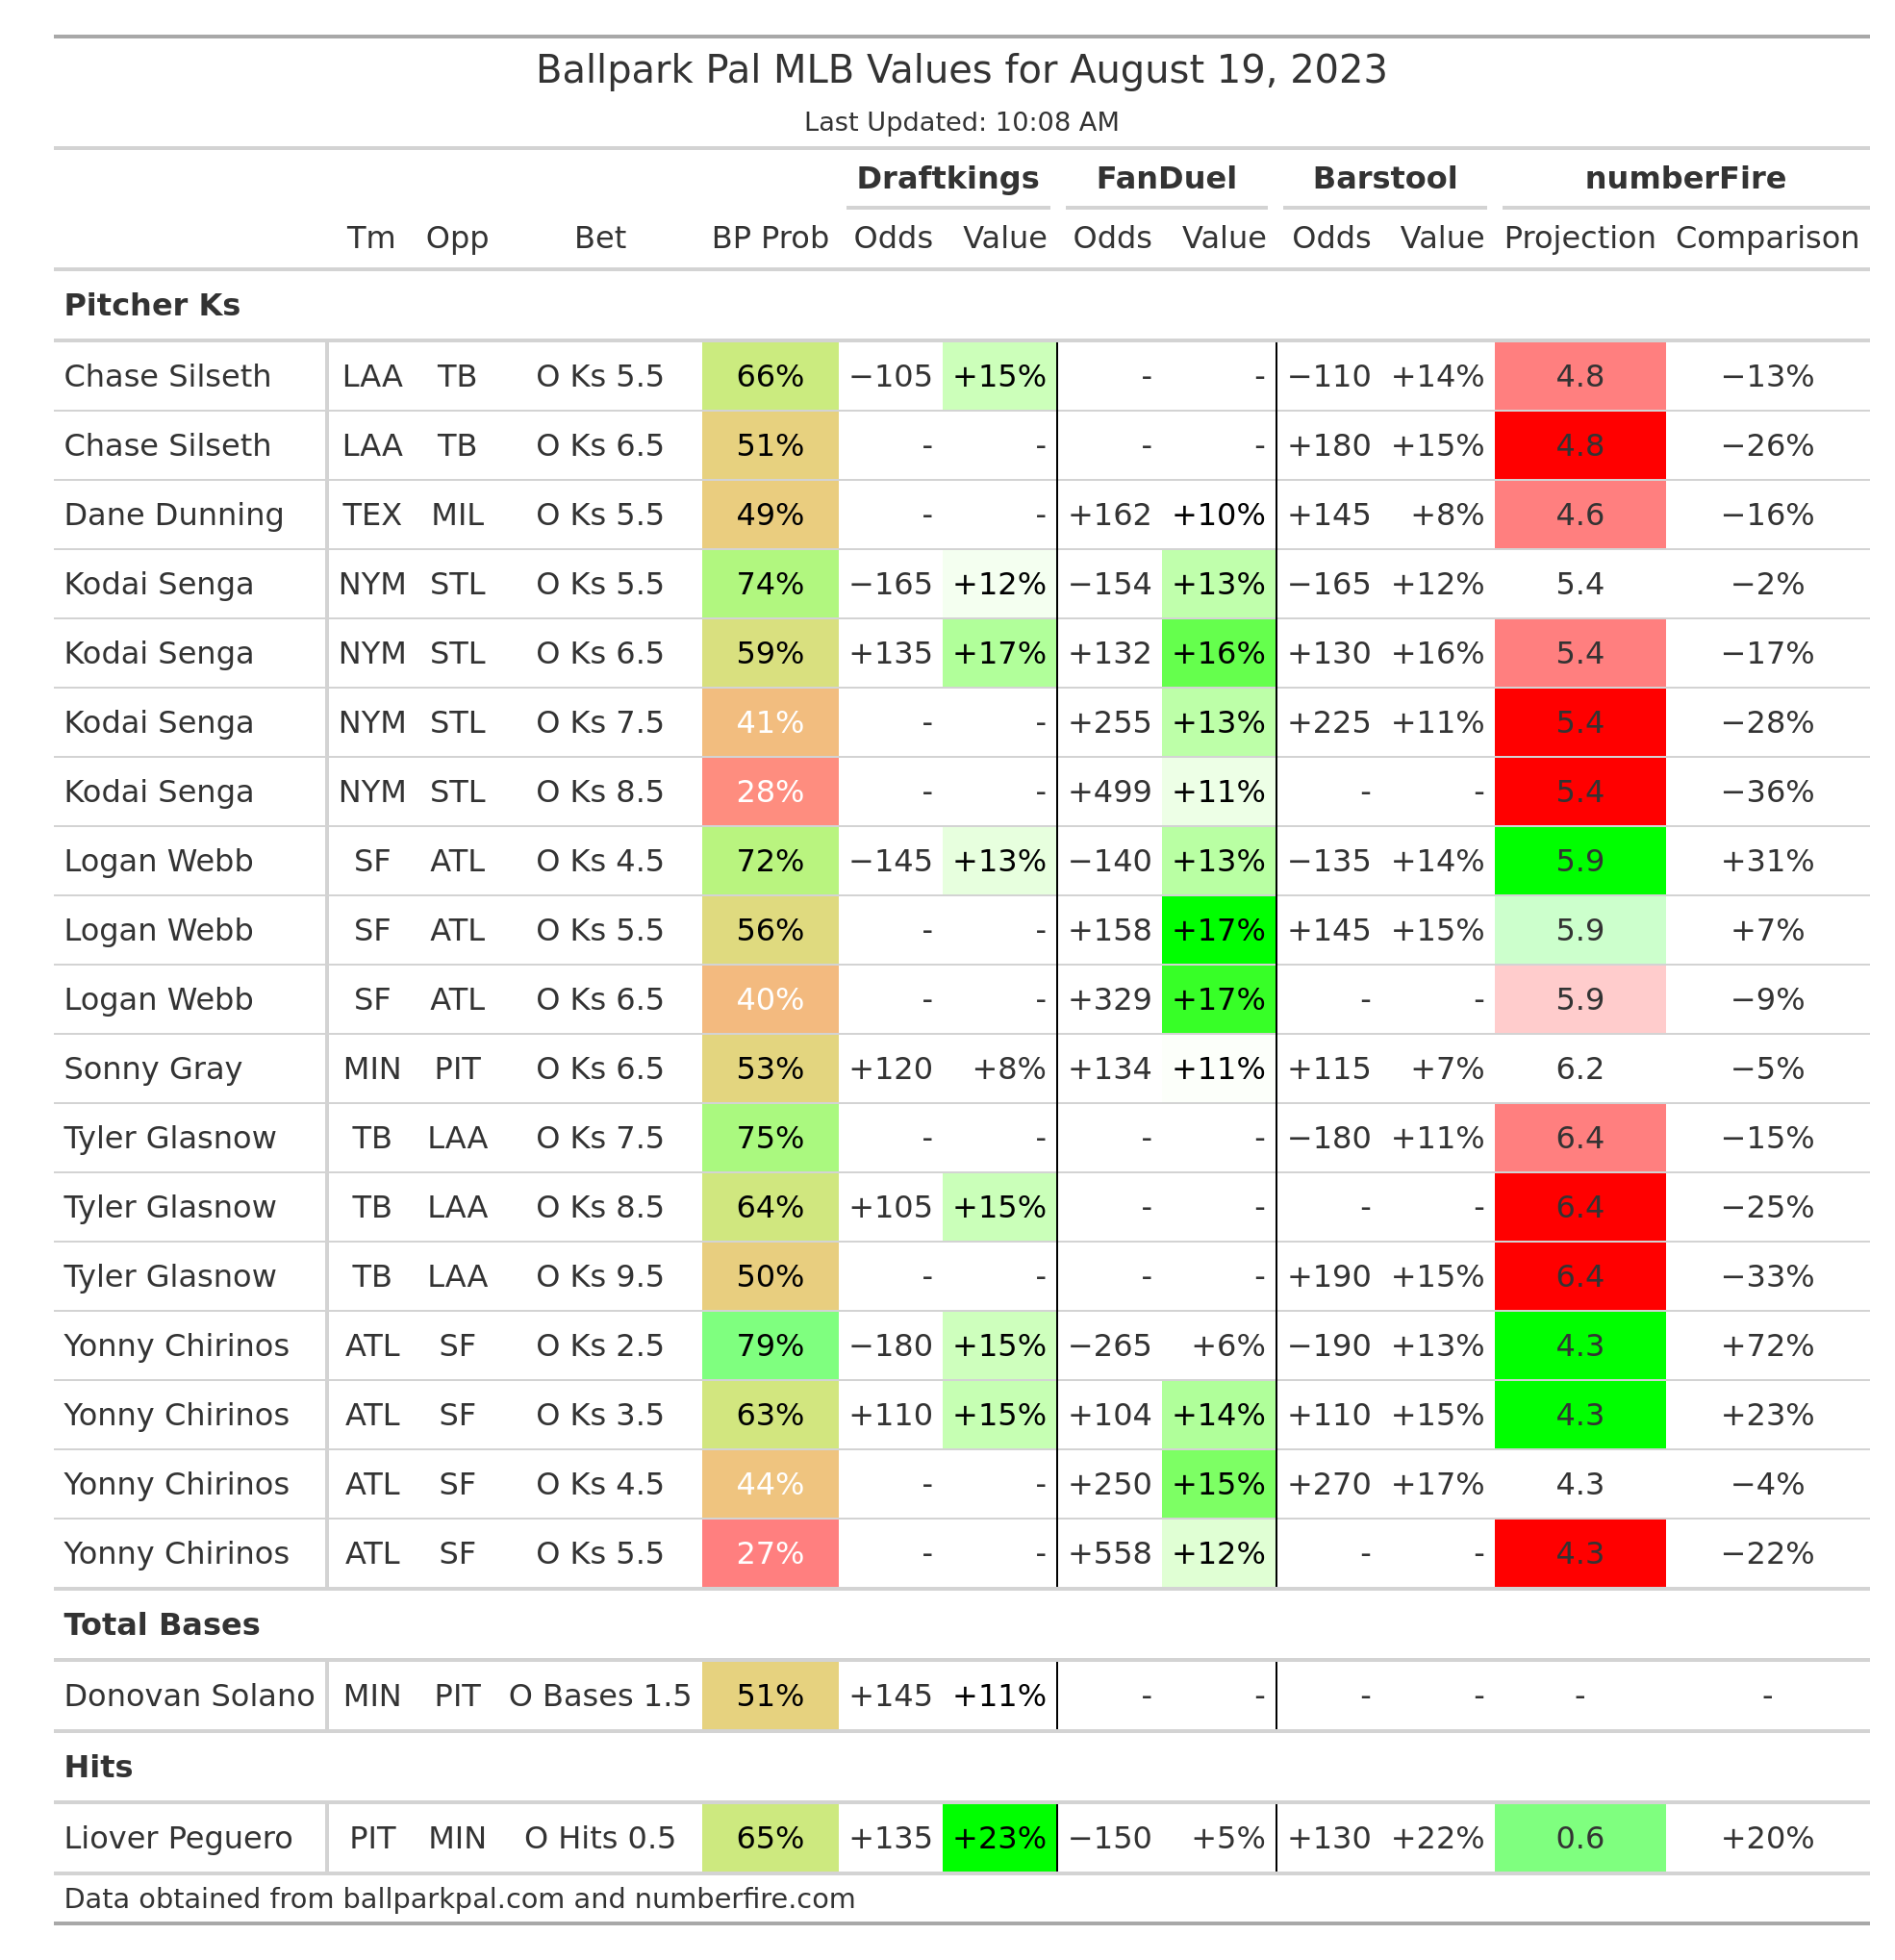 Ballpark Pal MLB Values for August 19, 2023
Last Updated: 10:08 AM
Draftkings FanDuel Barstool numberFire
Tm Opp Bet BP Prob Odds Value Odds Value Odds Value Projection Comparison
Pitcher Ks
Chase Silseth LAA TB O Ks 5.5 66% −105 +15% - - −110 +14% 4.8 −13%
Chase Silseth LAA TB O Ks 6.5 51% - - - - +180 +15% 4.8 −26%
Dane Dunning TEX MIL O Ks 5.5 49% - - +162 +10% +145 +8% 4.6 −16%
Kodai Senga NYM STL O Ks 5.5 74% −165 +12% −154 +13% −165 +12% 5.4 −2%
Kodai Senga NYM STL O Ks 6.5 59% +135 +17% +132 +16% +130 +16% 5.4 −17%
Kodai Senga NYM STL O Ks 7.5 41% - - +255 +13% +225 +11% 5.4 −28%
Kodai Senga NYM STL O Ks 8.5 28% - - +499 +11% - - 5.4 −36%
Logan Webb SF ATL O Ks 4.5 72% −145 +13% −140 +13% −135 +14% 5.9 +31%
Logan Webb SF ATL O Ks 5.5 56% - - +158 +17% +145 +15% 5.9 +7%
Logan Webb SF ATL O Ks 6.5 40% - - +329 +17% - - 5.9 −9%
Sonny Gray MIN PIT O Ks 6.5 53% +120 +8% +134 +11% +115 +7% 6.2 −5%
Tyler Glasnow TB LAA O Ks 7.5 75% - - - - −180 +11% 6.4 −15%
Tyler Glasnow TB LAA O Ks 8.5 64% +105 +15% - - - - 6.4 −25%
Tyler Glasnow TB LAA O Ks 9.5 50% - - - - +190 +15% 6.4 −33%
Yonny Chirinos ATL SF O Ks 2.5 79% −180 +15% −265 +6% −190 +13% 4.3 +72%
Yonny Chirinos ATL SF O Ks 3.5 63% +110 +15% +104 +14% +110 +15% 4.3 +23%
Yonny Chirinos ATL SF O Ks 4.5 44% - - +250 +15% +270 +17% 4.3 −4%
Yonny Chirinos ATL SF O Ks 5.5 27% - - +558 +12% - - 4.3 −22%
Total Bases
Donovan Solano MIN PIT O Bases 1.5 51% +145 +11% - - - - - -
Hits
Liover Peguero PIT MIN O Hits 0.5 65% +135 +23% −150 +5% +130 +22% 0.6 +20%
Data obtained from ballparkpal.com and numberfire.com